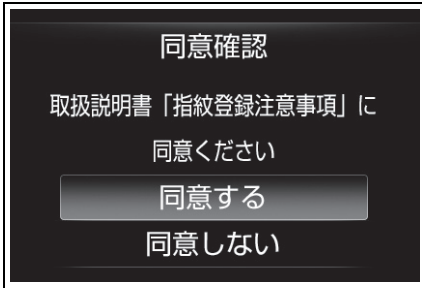 同意確認
取扱説明書「指紋登録注意事項」に
同意ください
同意する
同意しない